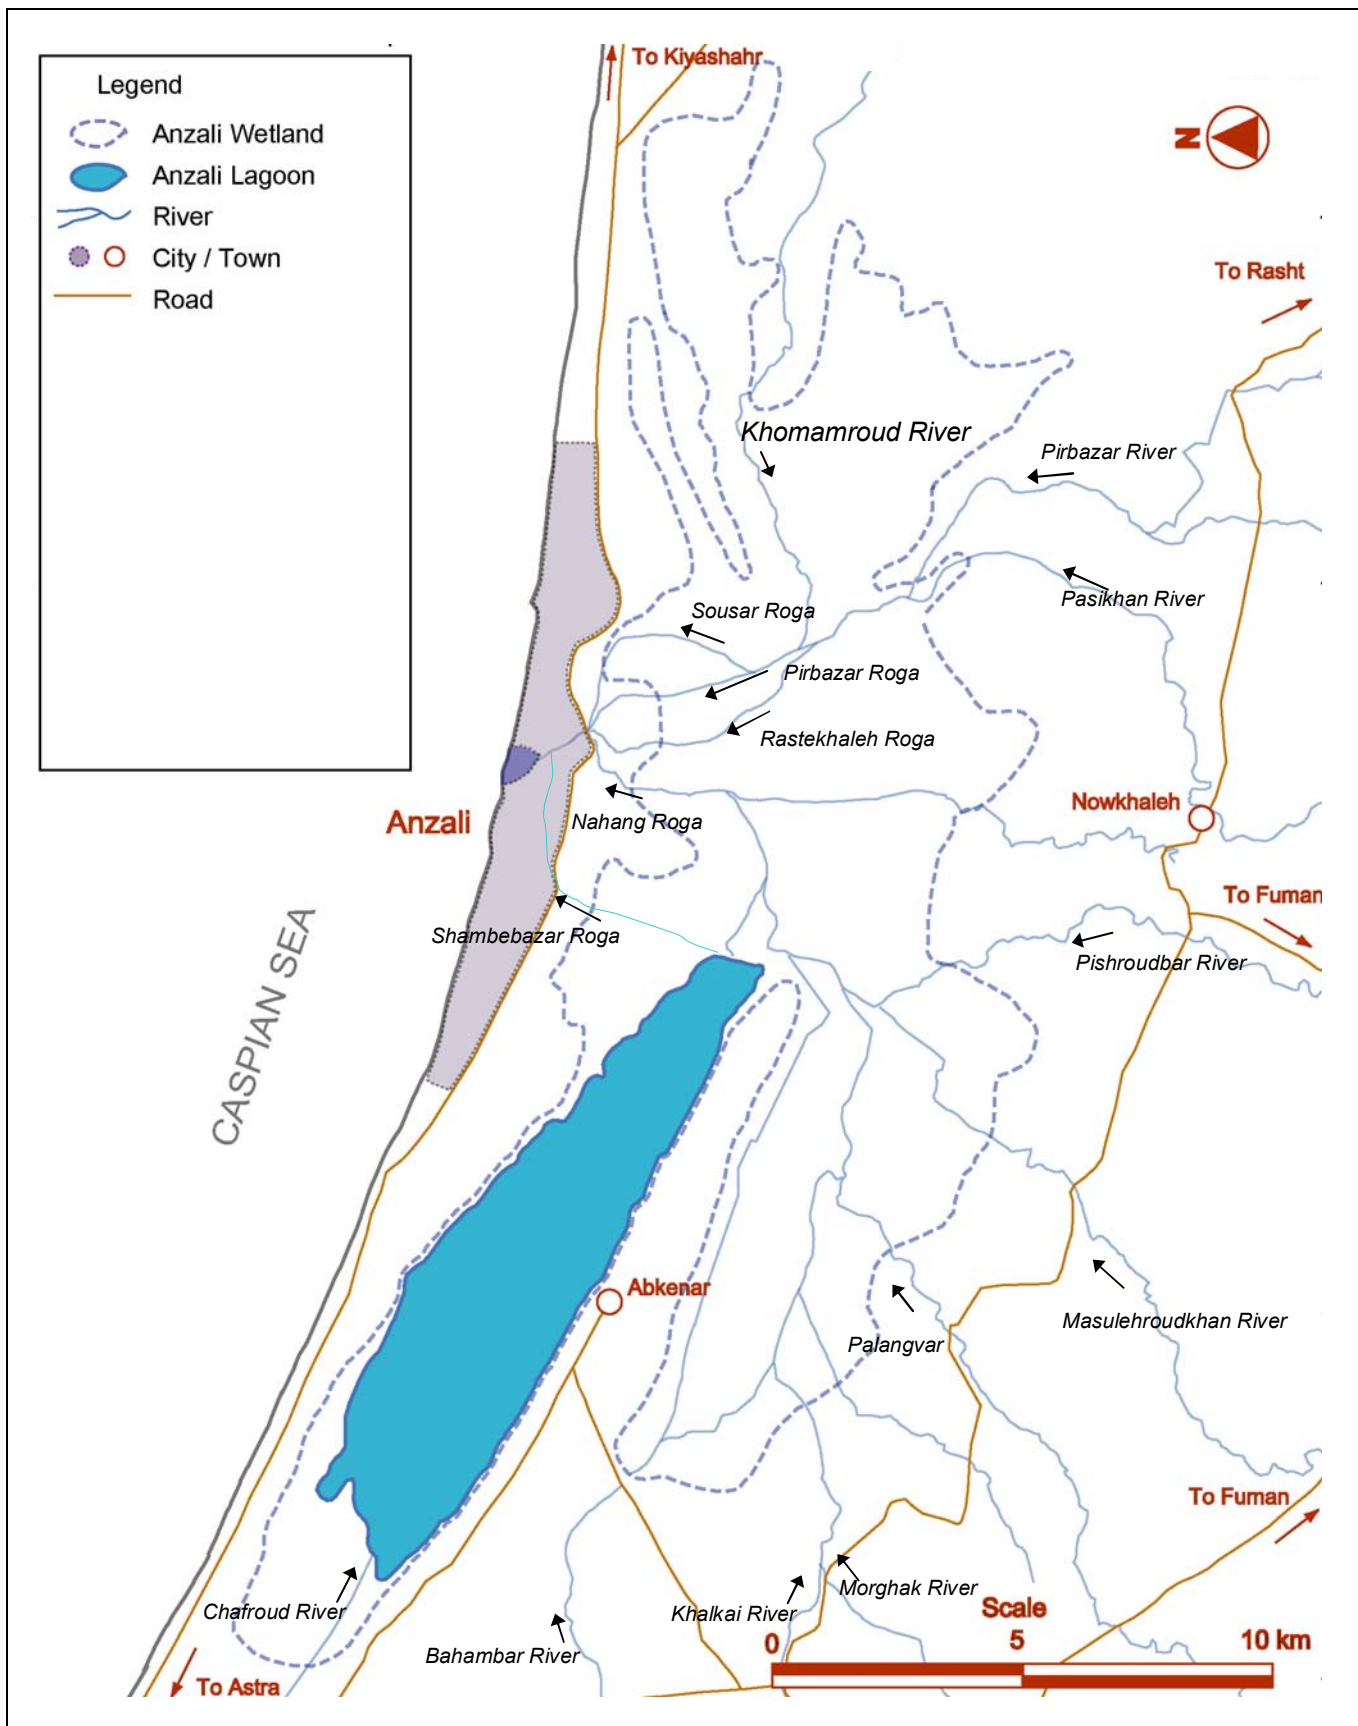 Legend
Anzali Wetland
Anzali Lagoon
River
City / Town
Road
To Kiyashahr
N
To Rasht
Khomamroud River
Pirbazar River
Pasikhan River
Sousar Roga
Pirbazar Roga
Rastekhaleh Roga
Nahang Roga
Nowkhaleh
Anzali
To Fuman
Shambebazar Roga
Pishroudbar River
CASPIAN SEA
Abkenar
Masulehroudkhan River
Palangvar
To Fuman
Morghak River
Chafroud River
Khalkai River
Scale
Bahambar River
0 5 10 km
To Astra